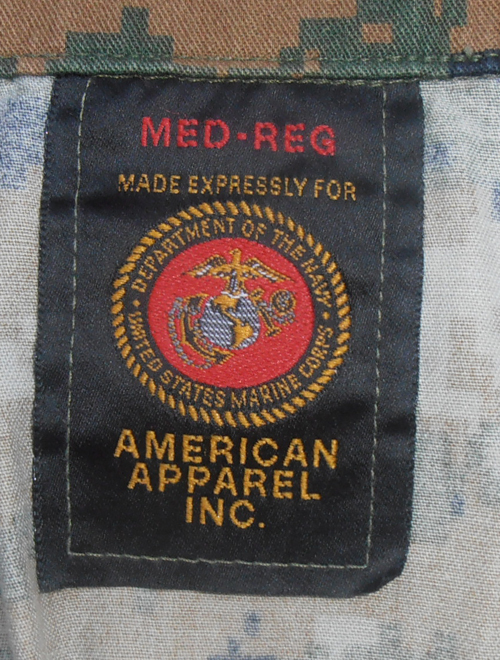 MED-REG
MADE EXPRESSLY FOR
DEPARTMENT OF THE NAVY
UNITED STATES MARINE CORPS
AMERICAN
APPAREL
INC.